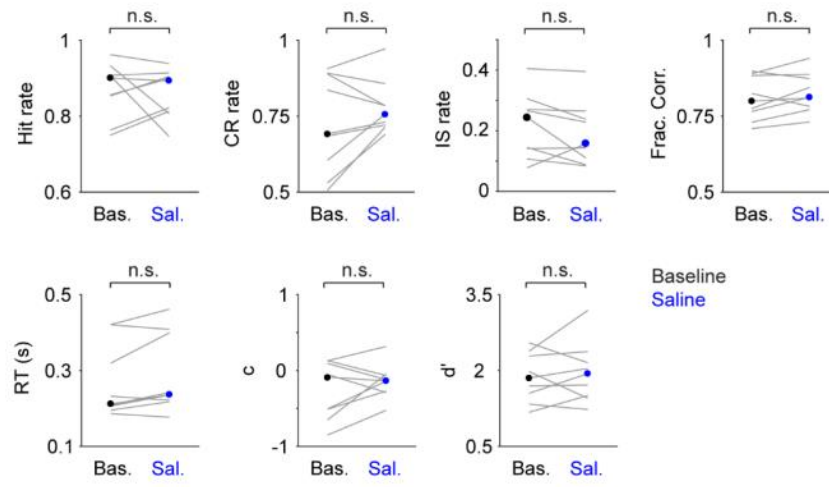 n.s.
1
0.8
0.6
Hit rate
Bas. Sal.
n.s.
1
0.75
0.5
CR rate
Bas. Sal.
n.s.
0.4
0.2
0
IS rate
Bas. Sal.
n.s.
1
0.75
0.5
Frac. Corr.
Bas. Sal.
n.s.
0.5
0.3
0.1
RT (s)
Bas. Sal.
n.s.
1
0
-1
c
Bas. Sal.
n.s.
3.5
2
0.5
d'
Bas. Sal.
Baseline
Saline